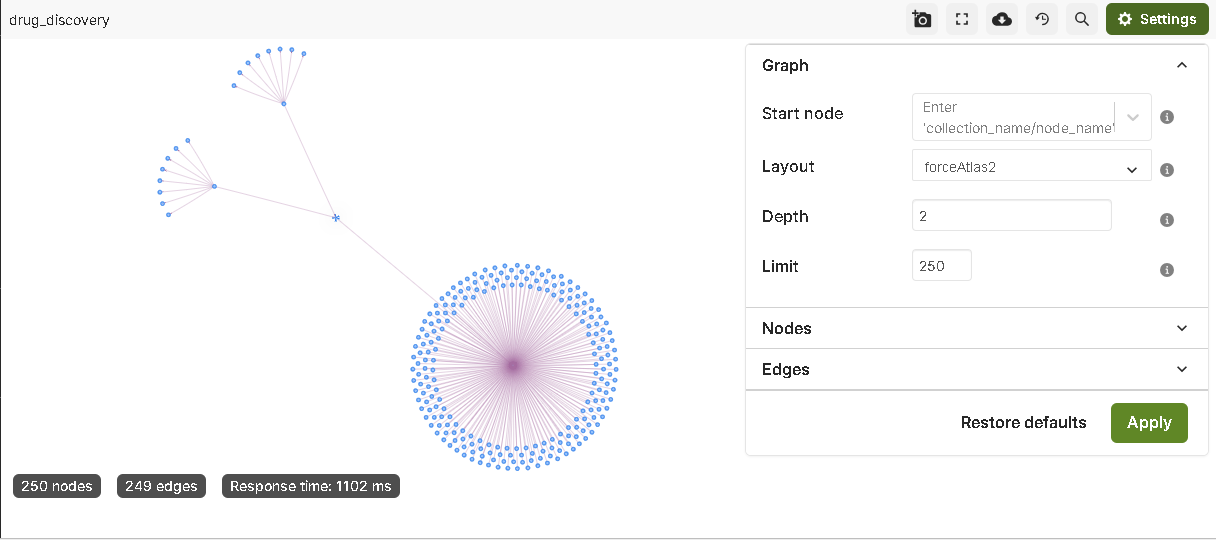 drug_discovery
Settings
Graph
Start node
Enter
'collection_name/node_name'
Layout
forceAtlas2
Depth
2
Limit
250
Nodes
Edges
Restore defaults
Apply
250 nodes
249 edges
Response time: 1102 ms